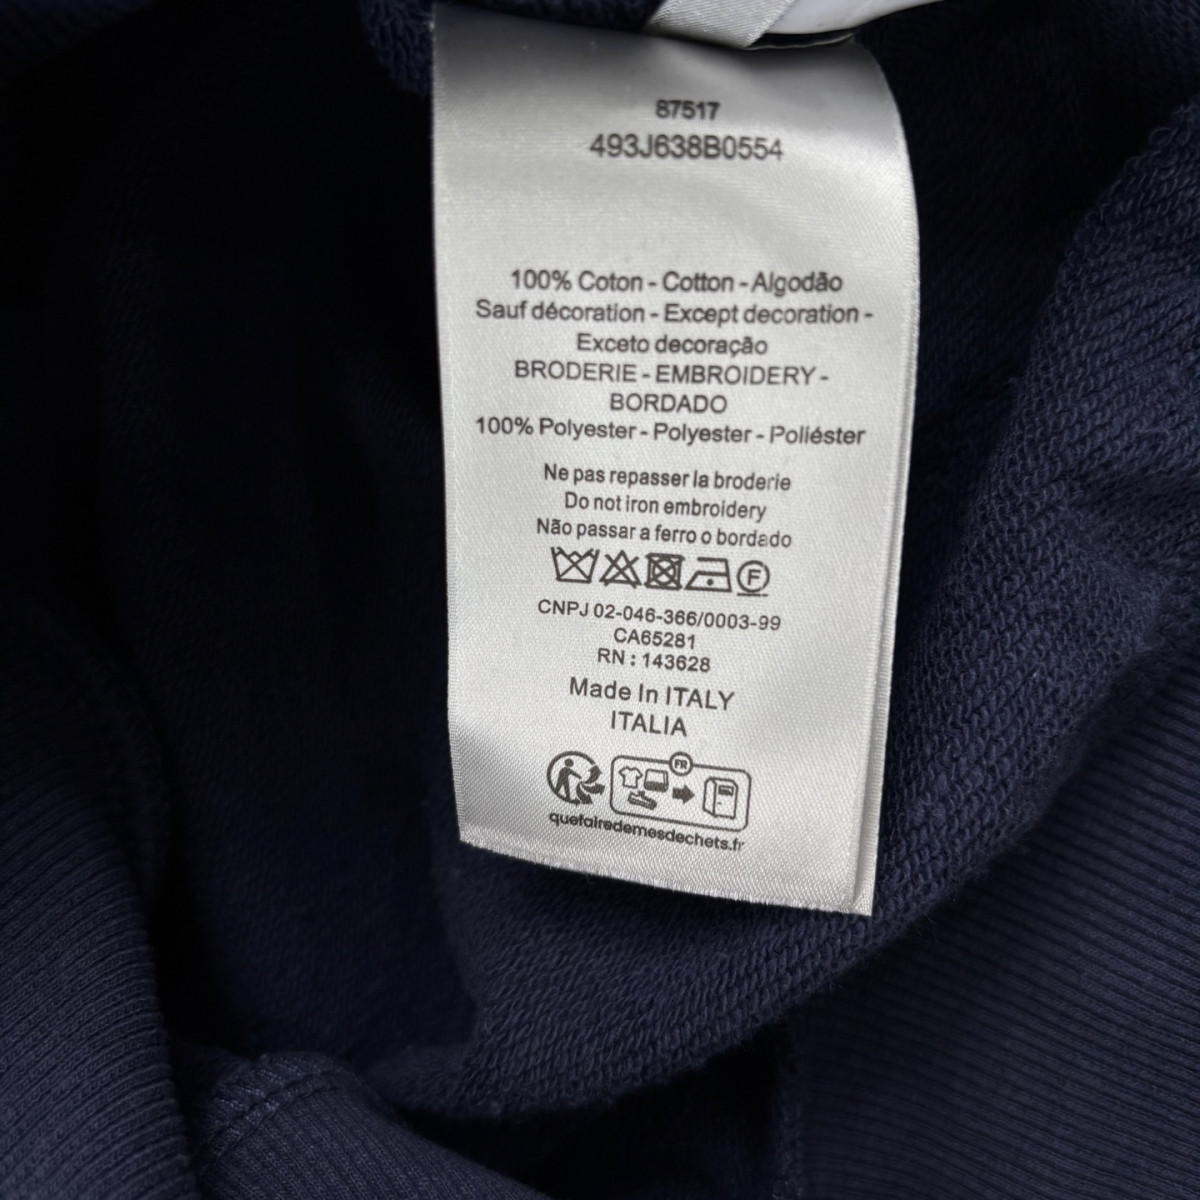 87517
493J638B0554
100% Coton - Cotton - Algodão
Sauf décoration - Except decoration -
Exceto decoração
BRODERIE - EMBROIDERY -
BORDADO
100% Polyester - Polyester - Poliéster
Ne pas repasser la broderie
Do not iron embroidery
Não passar a ferro o bordado
F
CNPJ 02-046-366/0003-99
CA65281
RN : 143628
Made In ITALY
ITALIA
FR
quefairedemesdechets.fr